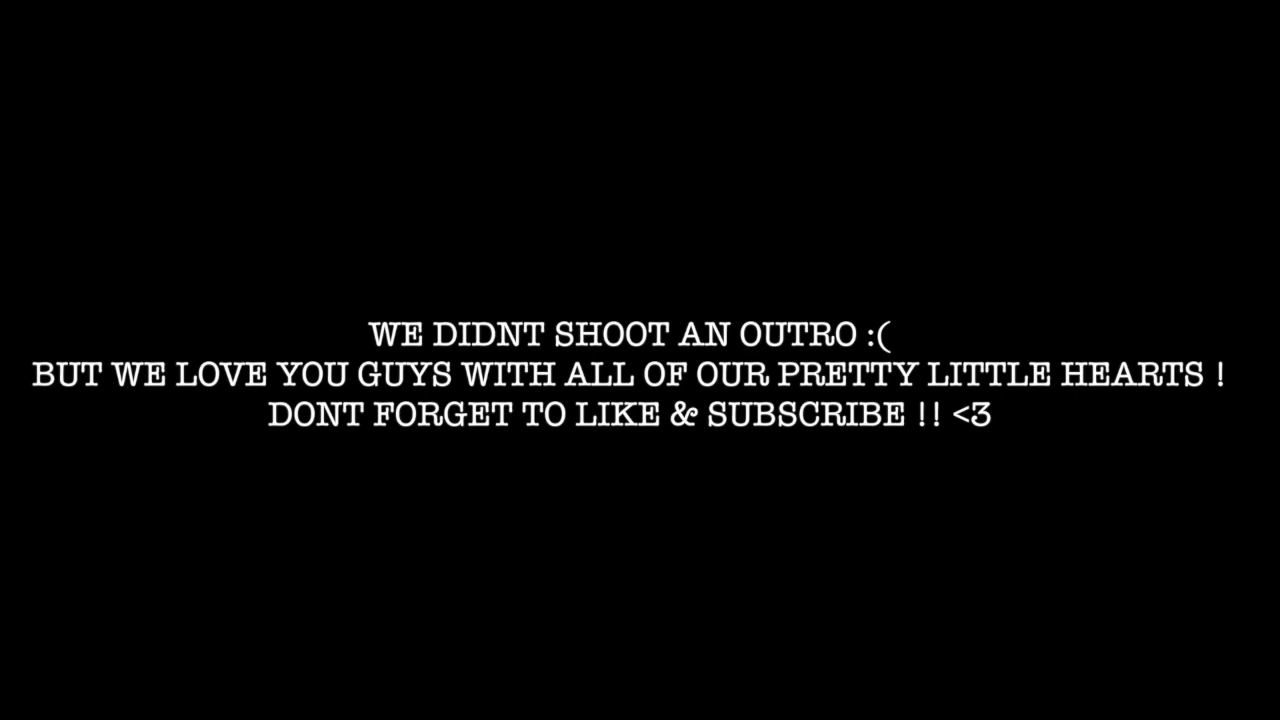 WE DIDNT SHOOT AN OUTRO :(
BUT WE LOVE YOU GUYS WITH ALL OF OUR PRETTY LITTLE HEARTS !
DONT FORGET TO LIKE & SUBSCRIBE !! <3